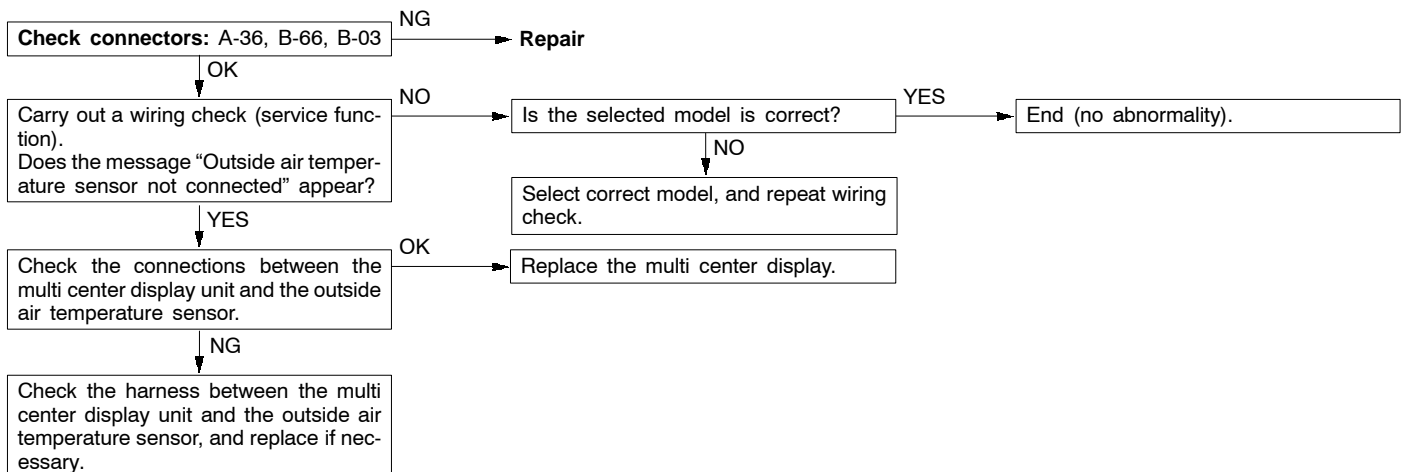 Check connectors: A-36, B-66, B-03
NG
Repair
OK
Carry out a wiring check (service func-
tion).
Does the message “Outside air temper-
ature sensor not connected” appear?
NO
Is the selected model is correct?
YES
End (no abnormality).
NO
Select correct model, and repeat wiring
check.
YES
Check the connections between the
multi center display unit and the outside
air temperature sensor.
OK
Replace the multi center display.
NG
Check the harness between the multi
center display unit and the outside air
temperature sensor, and replace if nec-
essary.